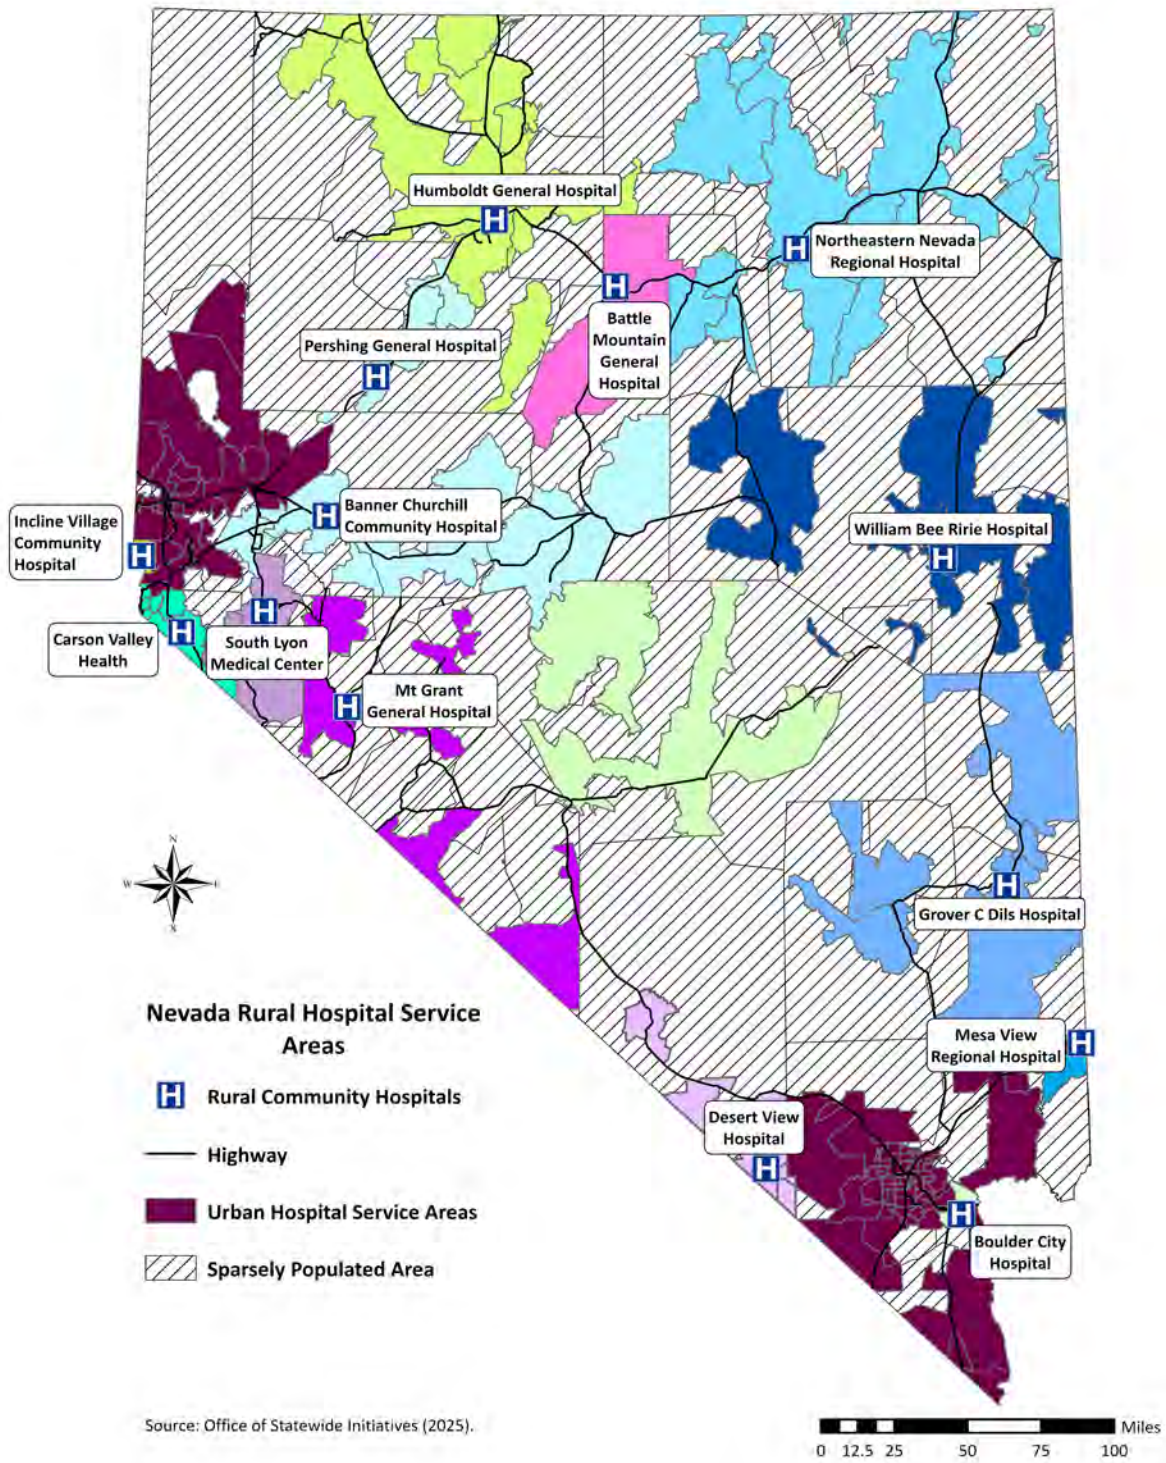 Humboldt General Hospital
H
Northeastern Nevada
Regional Hospital
H
H
Battle
Mountain
General
Hospital
Pershing General Hospital
H
Banner Churchill
Community Hospital
H
Incline Village
Community
Hospital
H
William Bee Ririe Hospital
H
Carson Valley
Health
H
South Lyon
Medical Center
H
Mt Grant
General Hospital
H
N
W
E
S
H
Grover C Dils Hospital
Nevada Rural Hospital Service
Areas
H Rural Community Hospitals
Highway
Urban Hospital Service Areas
Sparsely Populated Area
Mesa View
Regional Hospital
H
Desert View
Hospital
H
H
Boulder City
Hospital
Source: Office of Statewide Initiatives (2025).
Miles
0 12.5 25 50 75 100